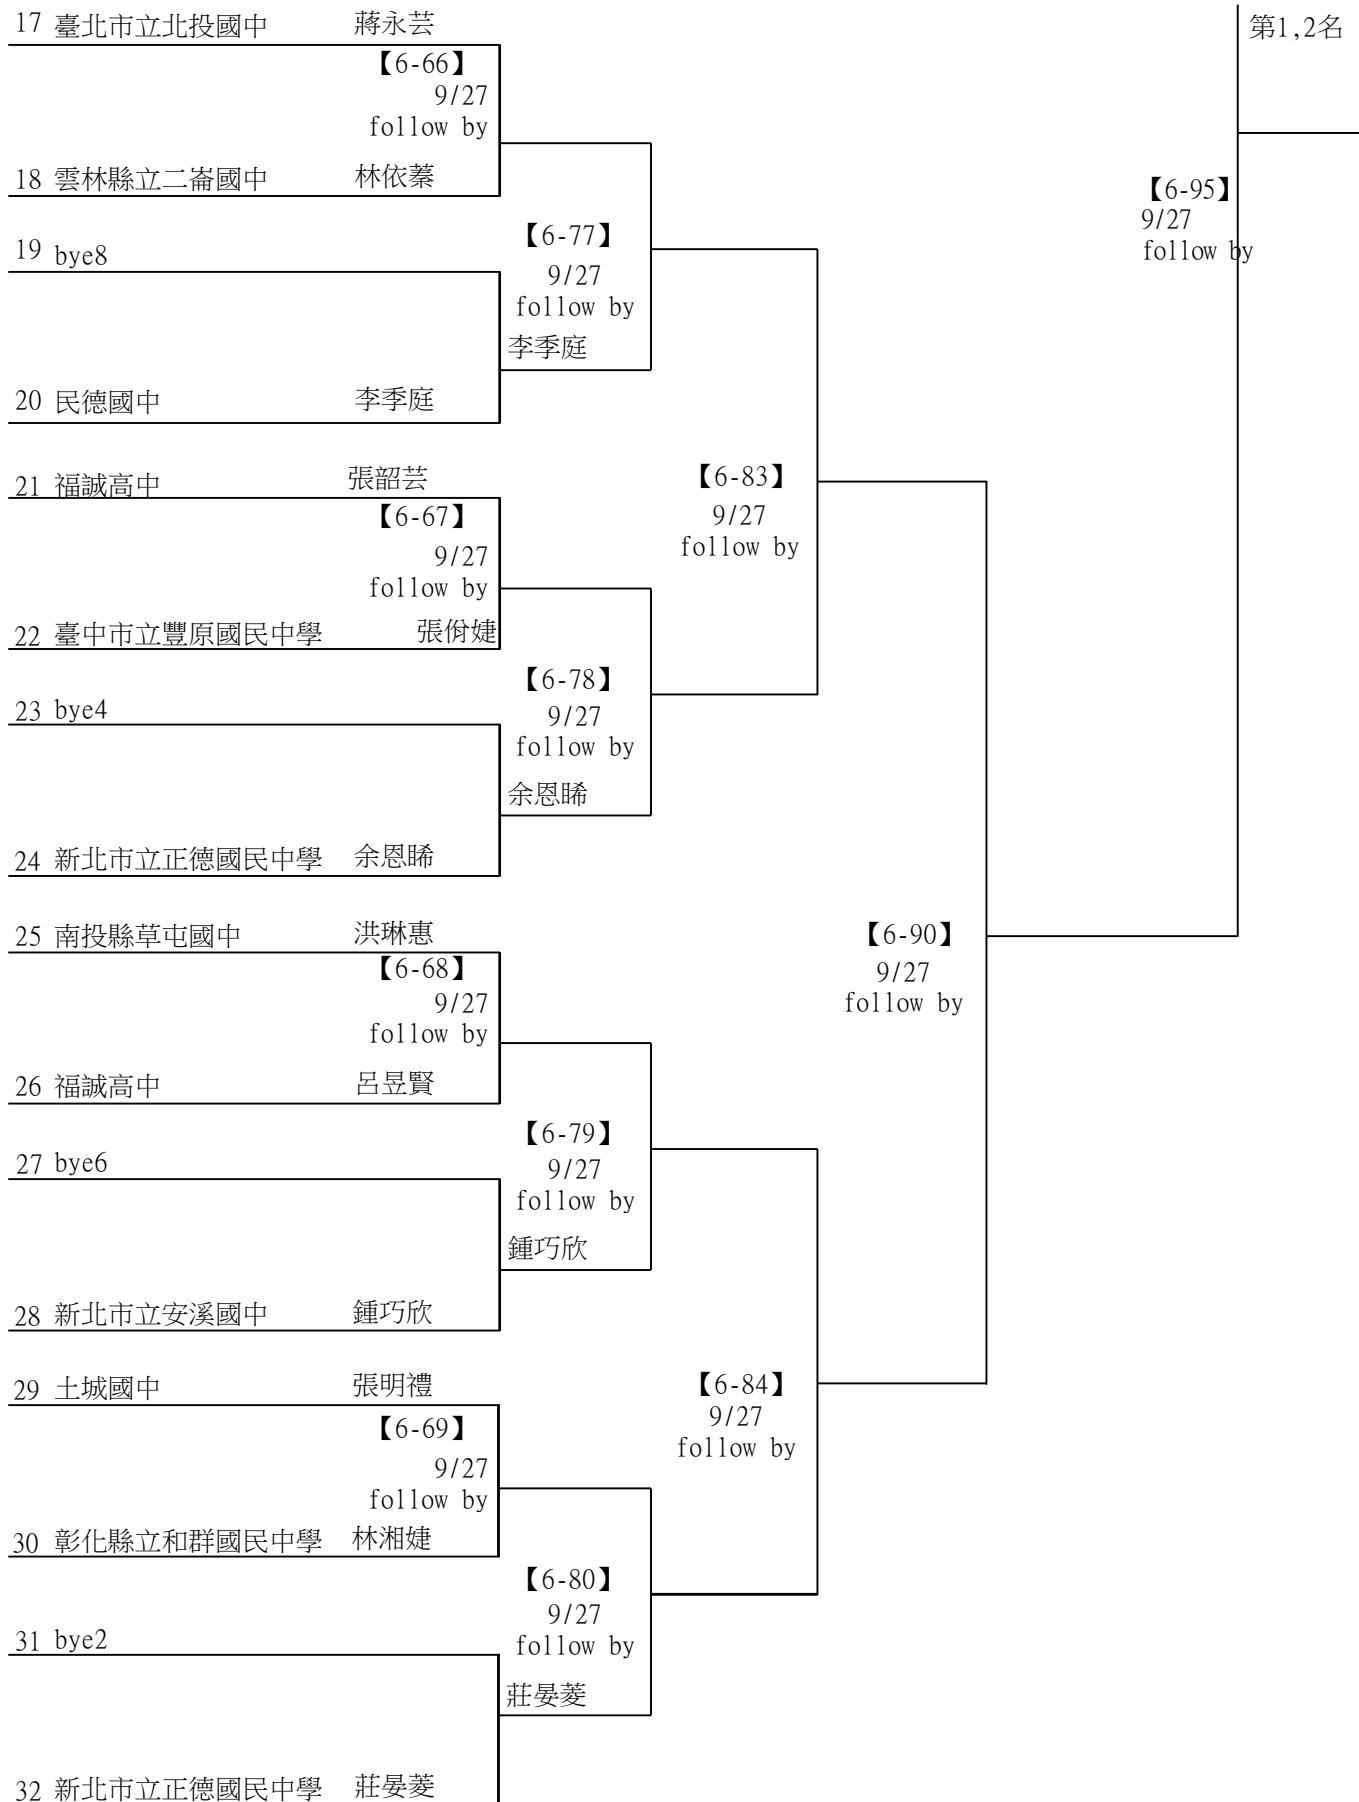 17 臺北市立北投國中 蔣永芸
第1,2名
【6-66】
9/27
follow by
18 雲林縣立二崙國中 林依蓁
【6-95】
9/27
follow by
19 bye8
【6-77】
9/27
follow by
李季庭
20 民德國中 李季庭
21 福誠高中 張韶芸
【6-67】
9/27
follow by
【6-83】
9/27
follow by
22 臺中市立豐原國民中學 張佾婕
【6-78】
9/27
follow by
23 bye4
余恩晞
24 新北市立正德國民中學 余恩晞
25 南投縣草屯國中 洪琳惠
【6-68】
9/27
follow by
【6-90】
9/27
follow by
26 福誠高中 呂昱賢
【6-79】
9/27
follow by
27 bye6
鍾巧欣
28 新北市立安溪國中 鍾巧欣
29 土城國中 張明禮
【6-69】
9/27
follow by
【6-84】
9/27
follow by
30 彰化縣立和群國民中學 林湘婕
【6-80】
9/27
follow by
31 bye2
莊晏菱
32 新北市立正德國民中學 莊晏菱